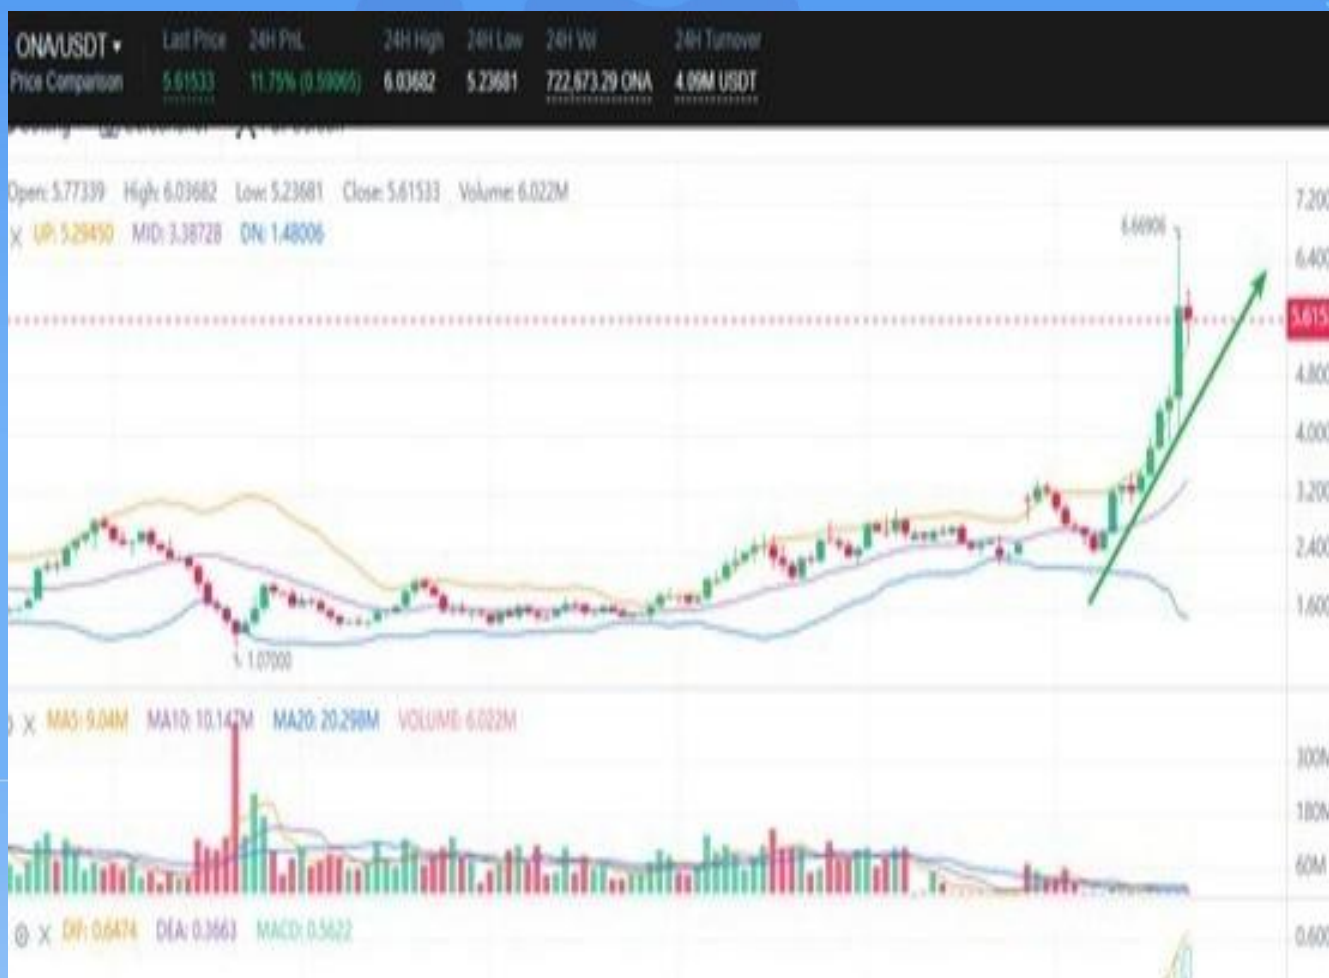 ONA/USDT ▾ Last Price 24H PnL 24H High 24H Low 24H Vol 24H Turnover
Price Comparison 5.61533 11.75% (0.59065) 6.03682 5.23681 722,673.29 ONA 4.09M USDT
Open: 5.77339 High: 6.03682 Low: 5.23681 Close: 5.61533 Volume: 6.022M
X UP: 5.29450 MID: 3.38728 DN: 1.48006
7.200
6.66906
6.400
5.615
4.800
4.000
3.200
2.400
1.600
1.07000
X MA5: 9.04M MA10: 10.147M MA20: 20.298M VOLUME: 6.022M
300M
180M
60M
X DIF: 0.6474 DEA: 0.3663 MACD: 0.5622
0.600